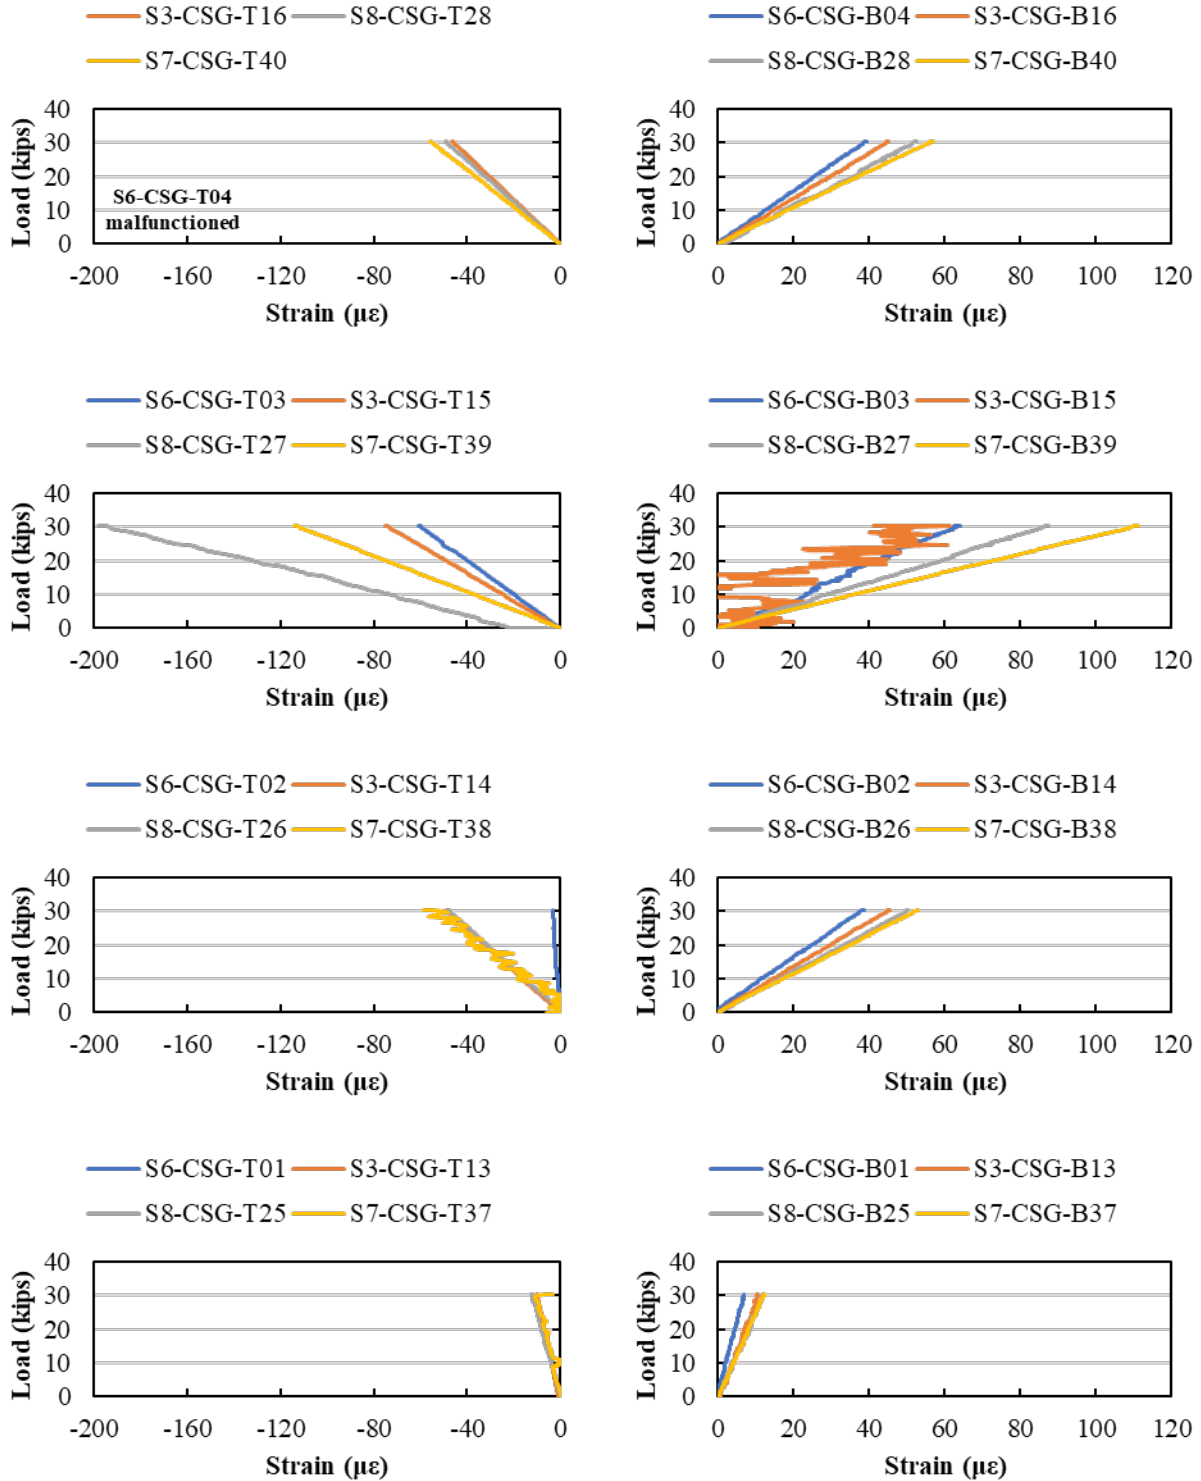 S3-CSG-T16 S8-CSG-T28
S7-CSG-T40
40
30
20
10
0
Load (kips)
S6-CSG-T04
malfunctioned
-200 -160 -120 -80 -40 0
Strain (με)
S6-CSG-B04 S3-CSG-B16
S8-CSG-B28 S7-CSG-B40
40
30
20
10
0
Load (kips)
0 20 40 60 80 100 120
Strain (με)
S6-CSG-T03 S3-CSG-T15
S8-CSG-T27 S7-CSG-T39
40
30
20
10
0
Load (kips)
-200 -160 -120 -80 -40 0
Strain (με)
S6-CSG-B03 S3-CSG-B15
S8-CSG-B27 S7-CSG-B39
40
30
20
10
0
Load (kips)
0 20 40 60 80 100 120
Strain (με)
S6-CSG-T02 S3-CSG-T14
S8-CSG-T26 S7-CSG-T38
40
30
20
10
0
Load (kips)
-200 -160 -120 -80 -40 0
Strain (με)
S6-CSG-B02 S3-CSG-B14
S8-CSG-B26 S7-CSG-B38
40
30
20
10
0
Load (kips)
0 20 40 60 80 100 120
Strain (με)
S6-CSG-T01 S3-CSG-T13
S8-CSG-T25 S7-CSG-T37
40
30
20
10
0
Load (kips)
-200 -160 -120 -80 -40 0
Strain (με)
S6-CSG-B01 S3-CSG-B13
S8-CSG-B25 S7-CSG-B37
40
30
20
10
0
Load (kips)
0 20 40 60 80 100 120
Strain (με)